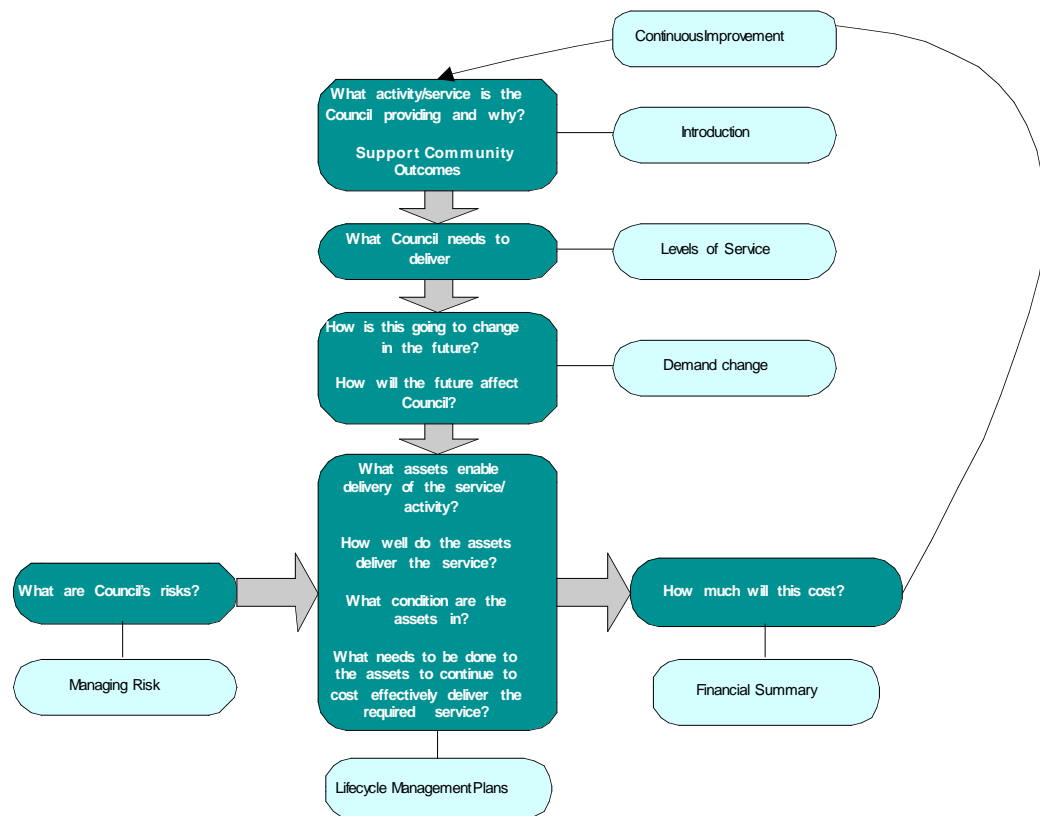 ContinuousImprovement
What activity/service is the
Council providing and why?
Support Community
Outcomes
Introduction
What Council needs to
deliver
Levels of Service
How is this going to change
in the future?
How will the future affect
Council?
Demand change
What assets enable
delivery of the service/
activity?
How well do the assets
deliver the service?
What condition are the
assets in?
What needs to be done to
the assets to continue to
cost effectively deliver the
required service?
What are Council's risks?
How much will this cost?
Managing Risk
Financial Summary
Lifecycle Management Plans